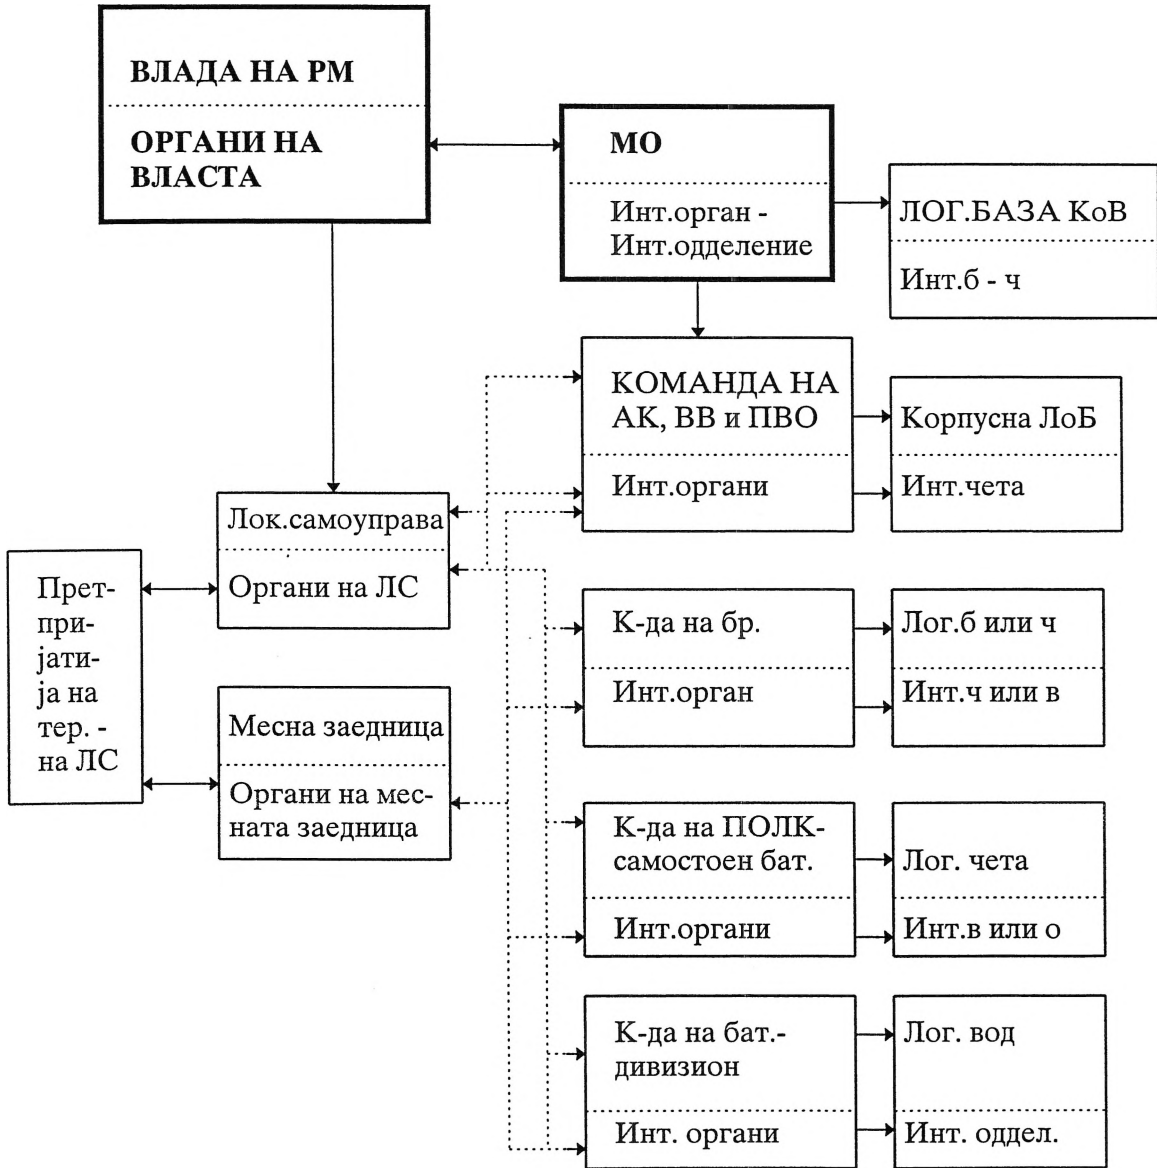 ВЛАДА НА РМ
ОРГАНИ НА
ВЛАСТА
МО
Инт.орган -
Инт.одделение
ЛОГ.БАЗА КоВ
Инт.б - ч
КОМАНДА НА
АК, ВВ и ПВО
Инт.органи
Корпусна ЛоБ
Инт.чета
Лок.самоуправа
Органи на ЛС
Прет-
при-
јати-
ја на
тер. -
на ЛС
Месна заедница
Органи на мес-
ната заедница
К-да на бр.
Инт.орган
Лог.б или ч
Инт.ч или в
К-да на ПОЛК-
самостоен бат.
Инт.органи
Лог. чета
Инт.в или о
К-да на бат.-
дивизион
Инт. органи
Лог. вод
Инт. оддел.